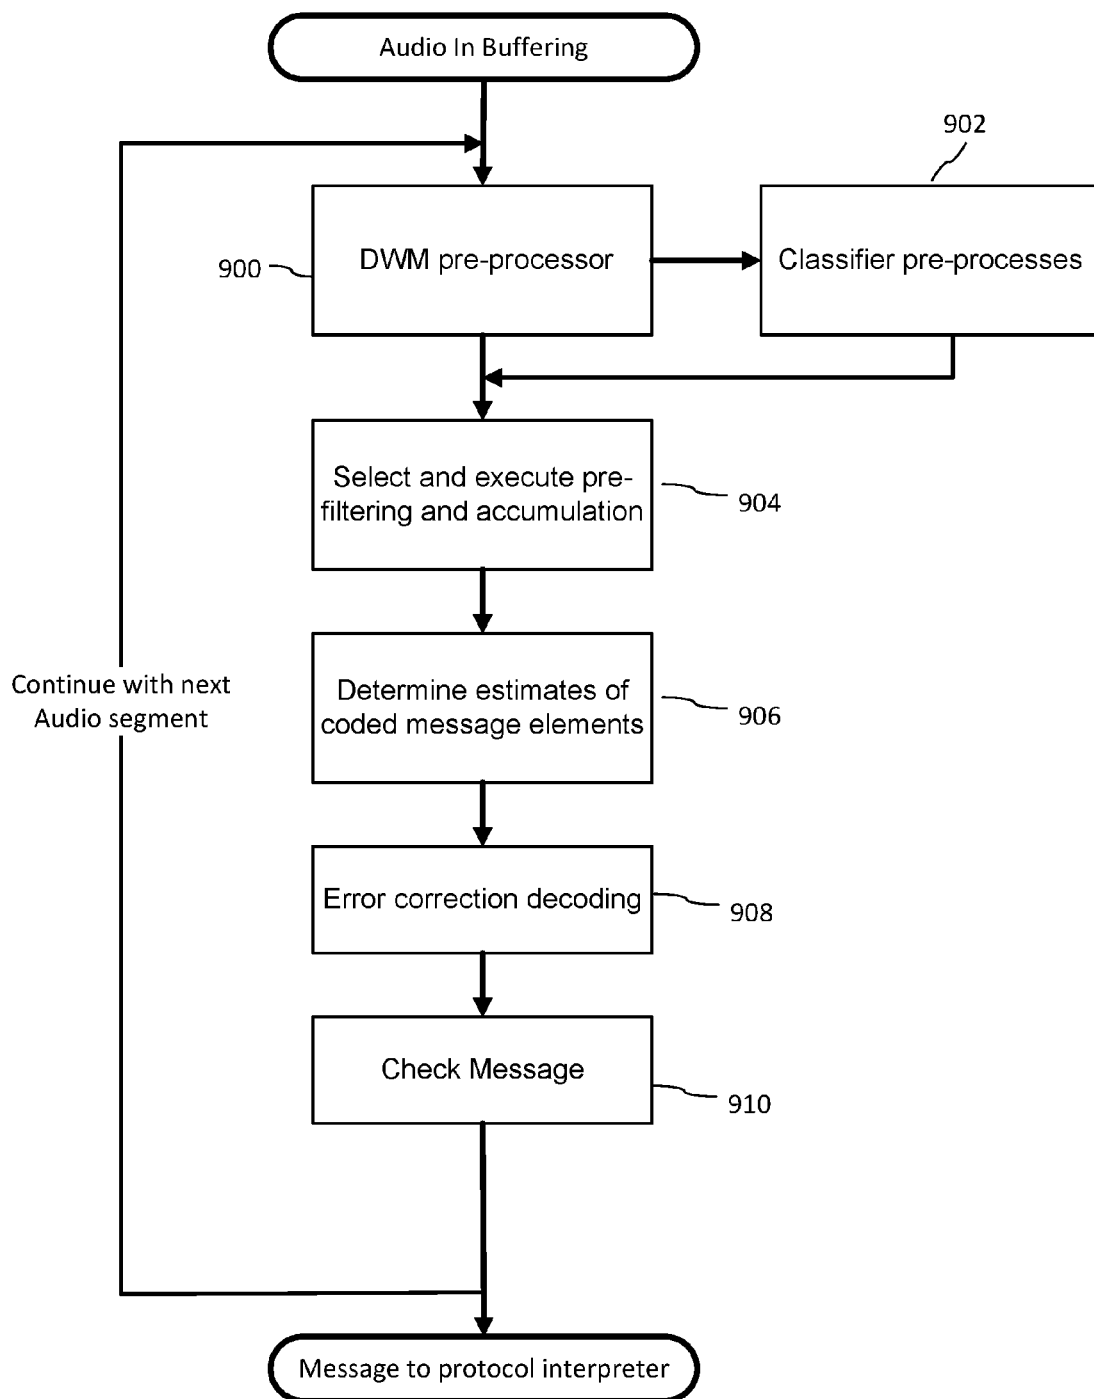 Audio In Buffering
902
DWM pre-processor
Classifier pre-processes
900
Select and execute pre-
filtering and accumulation
904
Continue with next
Audio segment
Determine estimates of
coded message elements
906
Error correction decoding
908
Check Message
910
Message to protocol interpreter